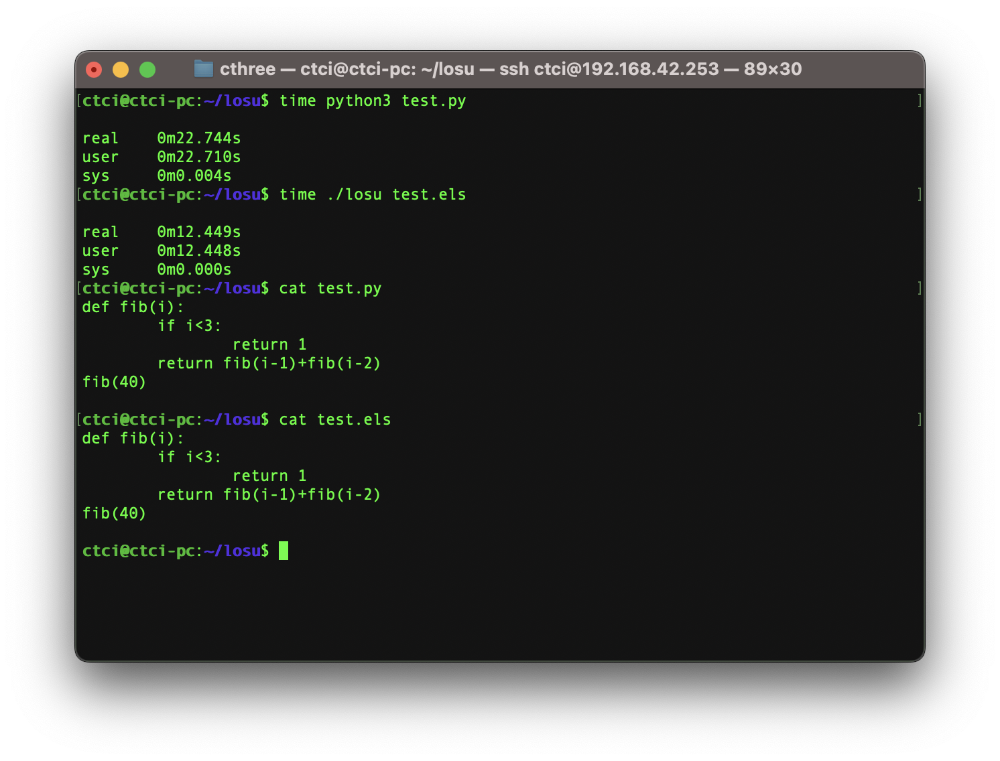 cthree — ctci@ctci-pc: ~/losu — ssh ctci@192.168.42.253 — 89×30
[ctci@ctci-pc:~/losu$ time python3 test.py ]
real 0m22.744s
user 0m22.710s
sys 0m0.004s
[ctci@ctci-pc:~/losu$ time ./losu test.els ]
real 0m12.449s
user 0m12.448s
sys 0m0.000s
[ctci@ctci-pc:~/losu$ cat test.py ]
def fib(i):
        if i<3:
                return 1
        return fib(i-1)+fib(i-2)
fib(40)
[ctci@ctci-pc:~/losu$ cat test.els ]
def fib(i):
        if i<3:
                return 1
        return fib(i-1)+fib(i-2)
fib(40)
ctci@ctci-pc:~/losu$